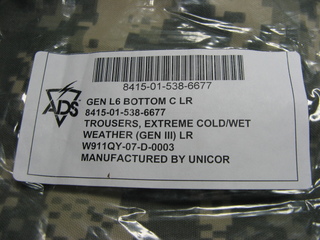 8415-01-538-6677
ADS
GEN L6 BOTTOM C LR
8415-01-538-6677
TROUSERS, EXTREME COLD/WET
WEATHER (GEN III) LR
W911QY-07-D-0003
MANUFACTURED BY UNICOR